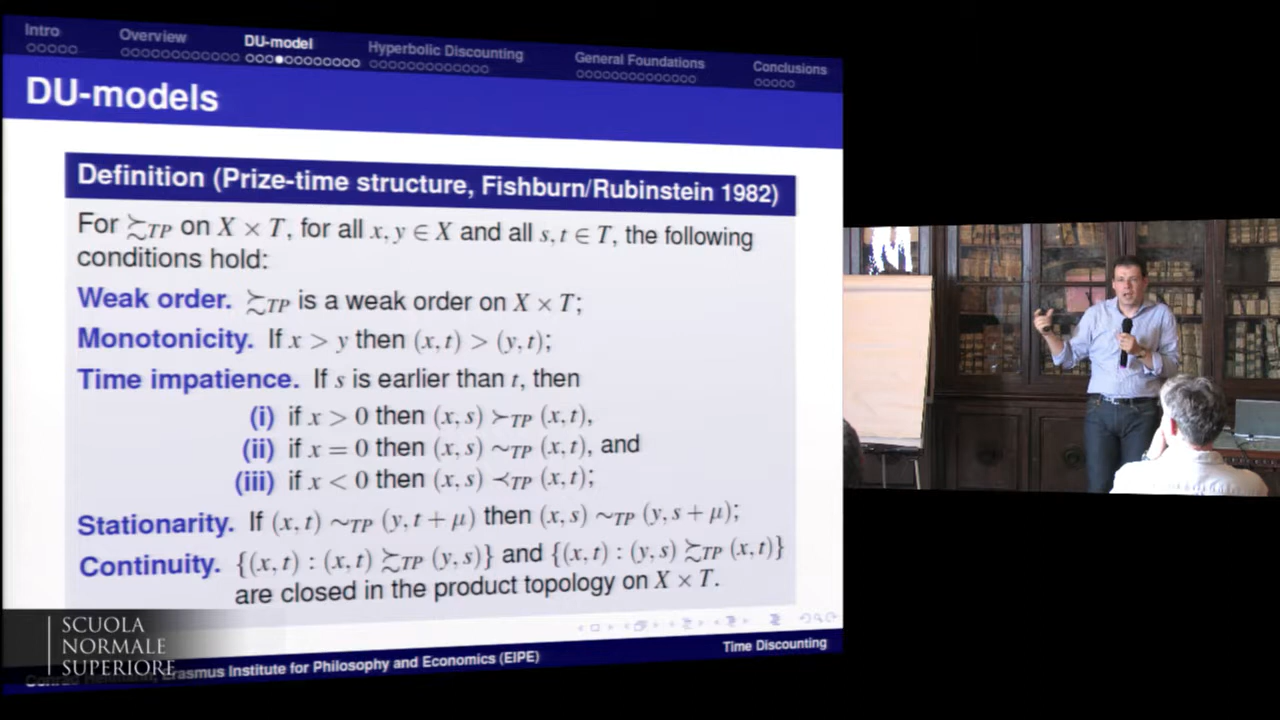 Intro
Overview
DU-model
Hyperbolic Discounting
General Foundations
Conclusions
DU-models
Definition (Prize-time structure, Fishburn/Rubinstein 1982)
For ≿TP on X × T, for all x, y ∈ X and all s, t ∈ T, the following
conditions hold:
Weak order. ≿TP is a weak order on X × T;
Monotonicity. If x > y then (x, t) > (y, t);
Time impatience. If s is earlier than t, then
(i) if x > 0 then (x, s) ≻TP (x, t),
(ii) if x = 0 then (x, s) ∼TP (x, t), and
(iii) if x < 0 then (x, s) ≺TP (x, t);
Stationarity. If (x, t) ∼TP (y, t + μ) then (x, s) ∼TP (y, s + μ);
Continuity. {(x, t) : (x, t) ≿TP (y, s)} and {(x, t) : (y, s) ≿TP (x, t)}
are closed in the product topology on X × T.
SCUOLA
NORMALE
SUPERIORE
Erasmus Institute for Philosophy and Economics (EIPE)
Time Discounting